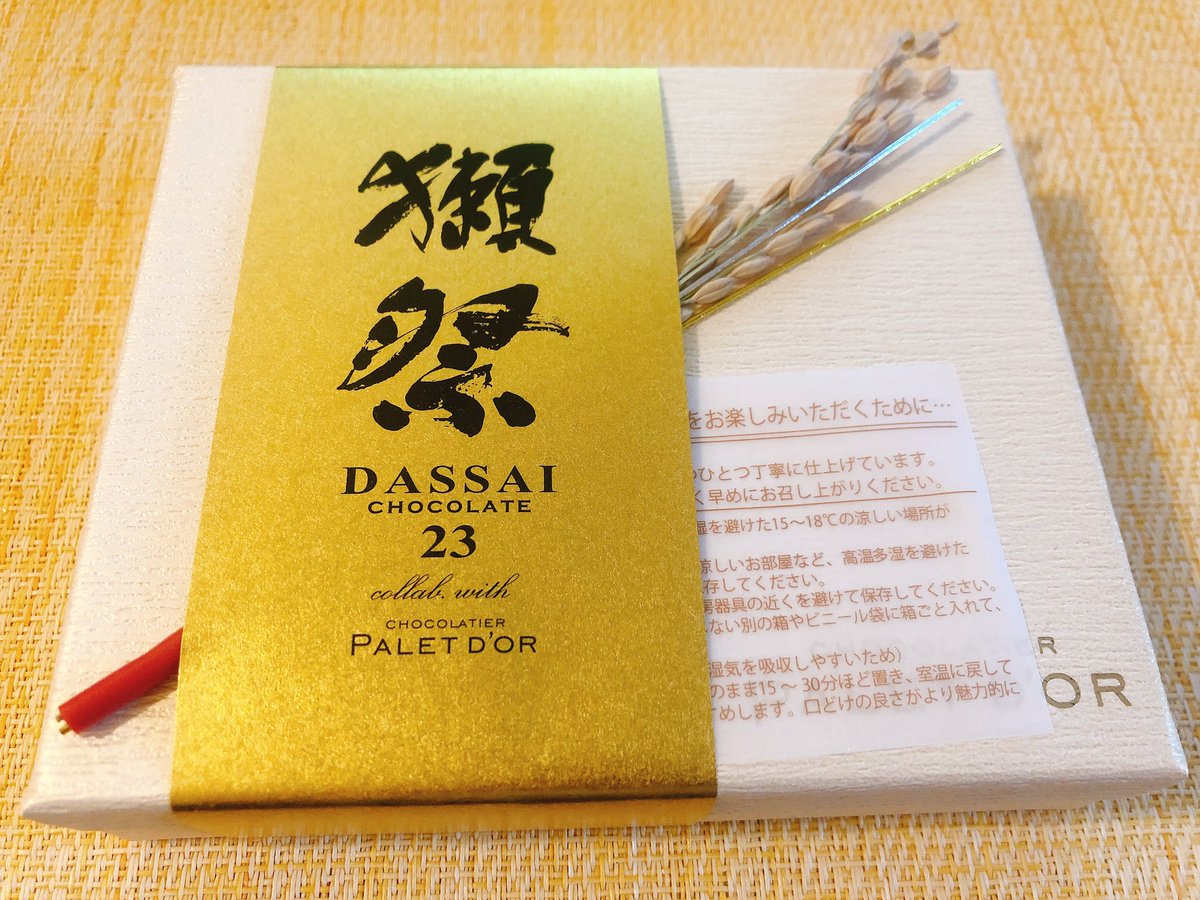 獺
祭
DASSAI
CHOCOLATE
23
collab. with
CHOCOLATIER
PALET D'OR
をお楽しみいただくために…
ひとつ丁寧に仕上げています。
く早めにお召し上がりください。
湿を避けた15～18℃の涼しい場所が
涼しいお部屋など、高温多湿を避けた
存してください。
房器具の近くを避けて保存してください。
ない別の箱やビニール袋に箱ごと入れて、
湿気を吸収しやすいため)
のまま15～30分ほど置き、室温に戻して
めします。口どけの良さがより魅力的に
ER
D'OR